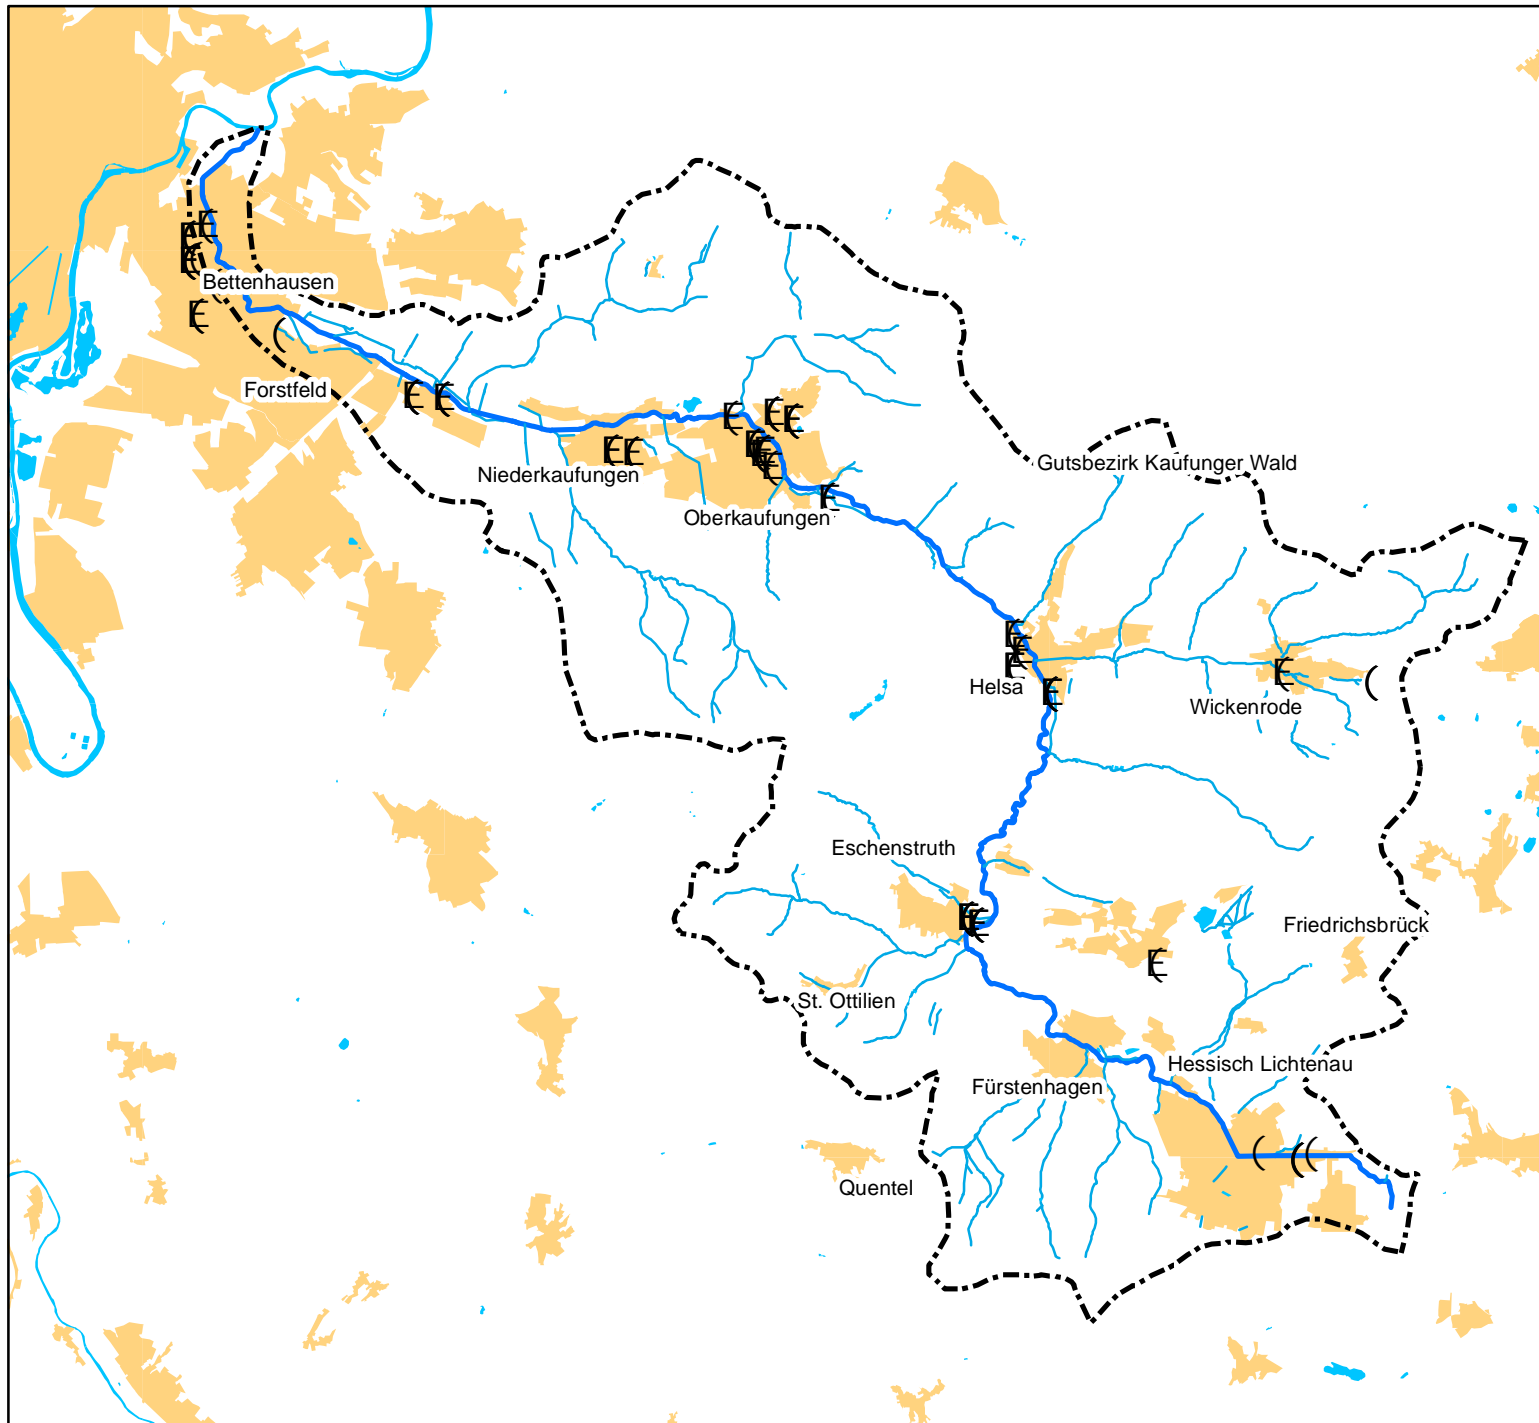 Bettenhausen
Forstfeld
Gutsbezirk Kaufunger Wald
Niederkaufungen
Oberkaufungen
Helsa
Wickenrode
Eschenstruth
Friedrichsbrück
St. Ottilien
Hessisch Lichtenau
Fürstenhagen
Quentel